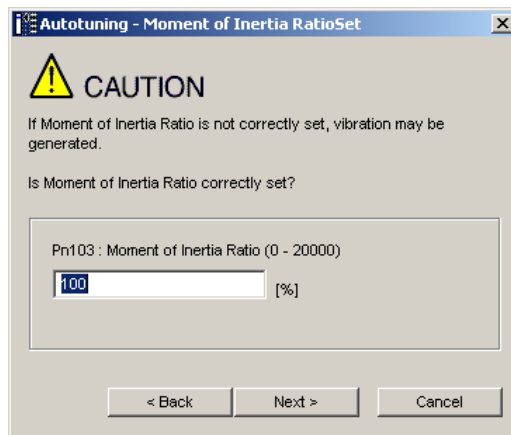 Autotuning - Moment of Inertia RatioSet
CAUTION
If Moment of Inertia Ratio is not correctly set, vibration may be
generated.
Is Moment of Inertia Ratio correctly set?
Pn103 : Moment of Inertia Ratio (0 - 20000)
100 [%]
< Back Next > Cancel